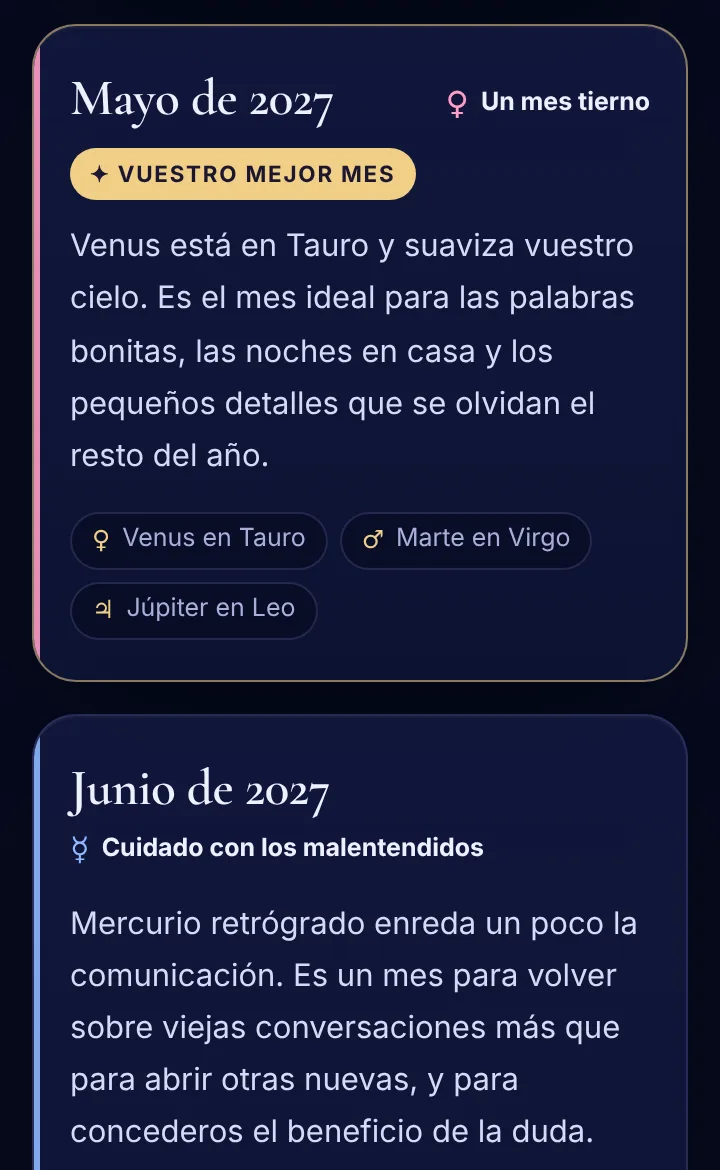 Mayo de 2027
♀ Un mes tierno
✦ VUESTRO MEJOR MES
Venus está en Tauro y suaviza vuestro
cielo. Es el mes ideal para las palabras
bonitas, las noches en casa y los
pequeños detalles que se olvidan el
resto del año.
♀ Venus en Tauro
♂ Marte en Virgo
♃ Júpiter en Leo
Junio de 2027
☿ Cuidado con los malentendidos
Mercurio retrógrado enreda un poco la
comunicación. Es un mes para volver
sobre viejas conversaciones más que
para abrir otras nuevas, y para
concederos el beneficio de la duda.